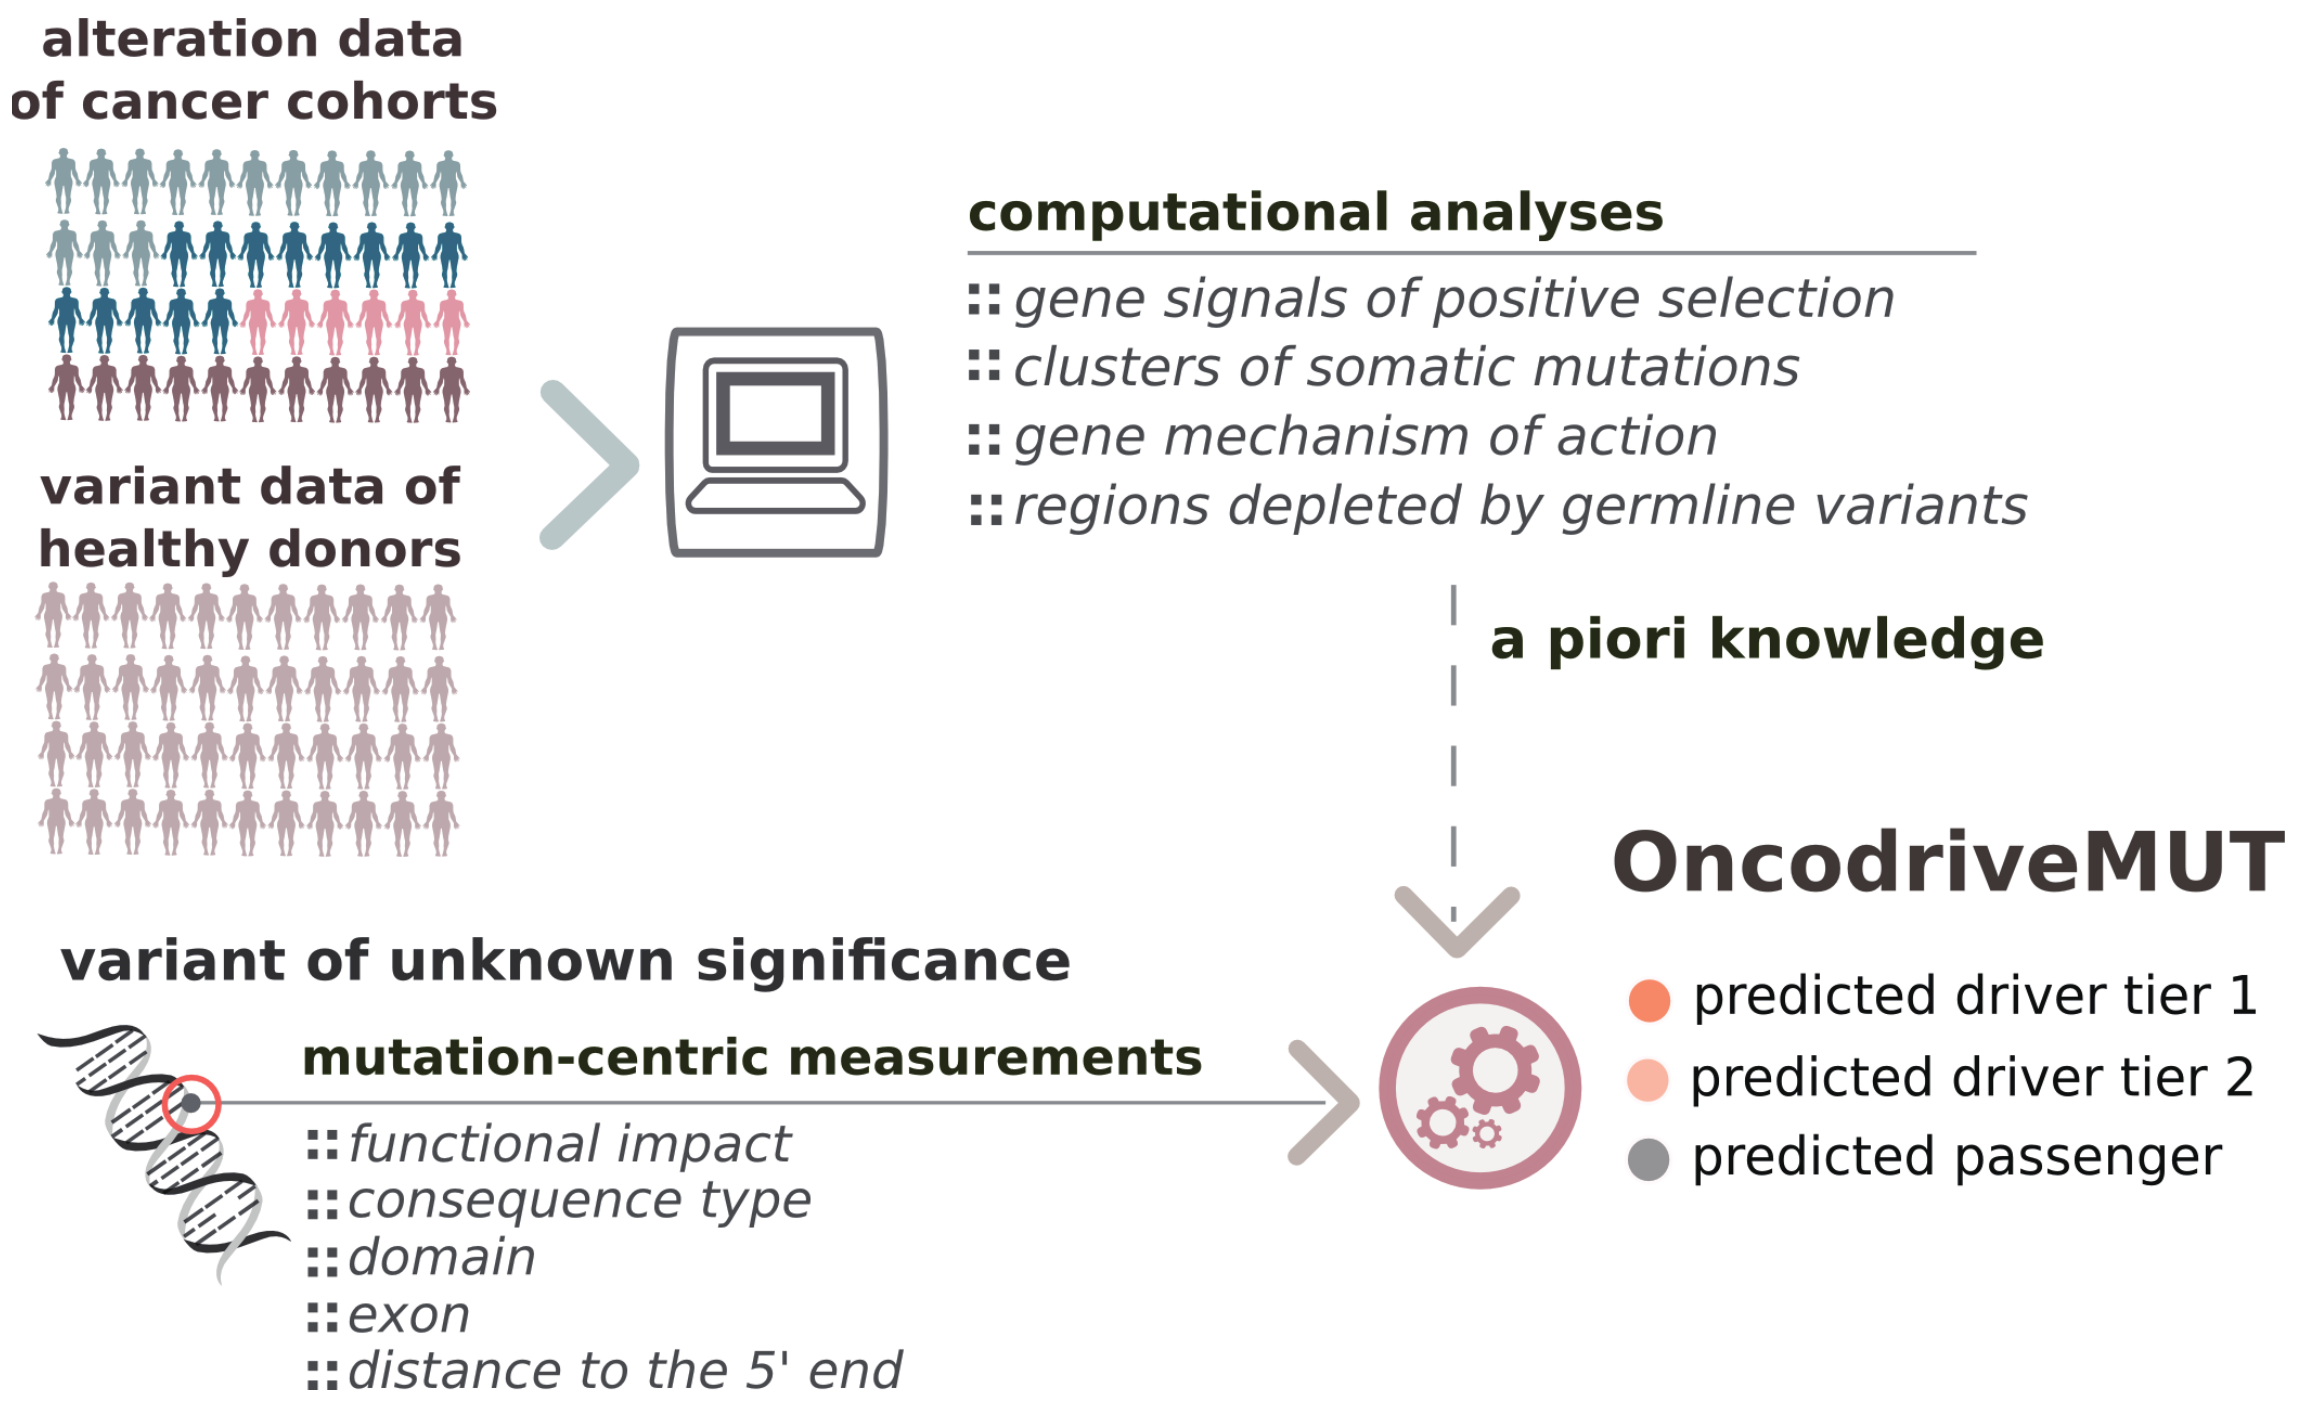 alteration data
of cancer cohorts
variant data of
healthy donors
computational analyses
gene signals of positive selection
clusters of somatic mutations
gene mechanism of action
regions depleted by germline variants
a piori knowledge
OncodriveMUT
predicted driver tier 1
predicted driver tier 2
predicted passenger
variant of unknown significance
mutation-centric measurements
functional impact
consequence type
domain
exon
distance to the 5' end